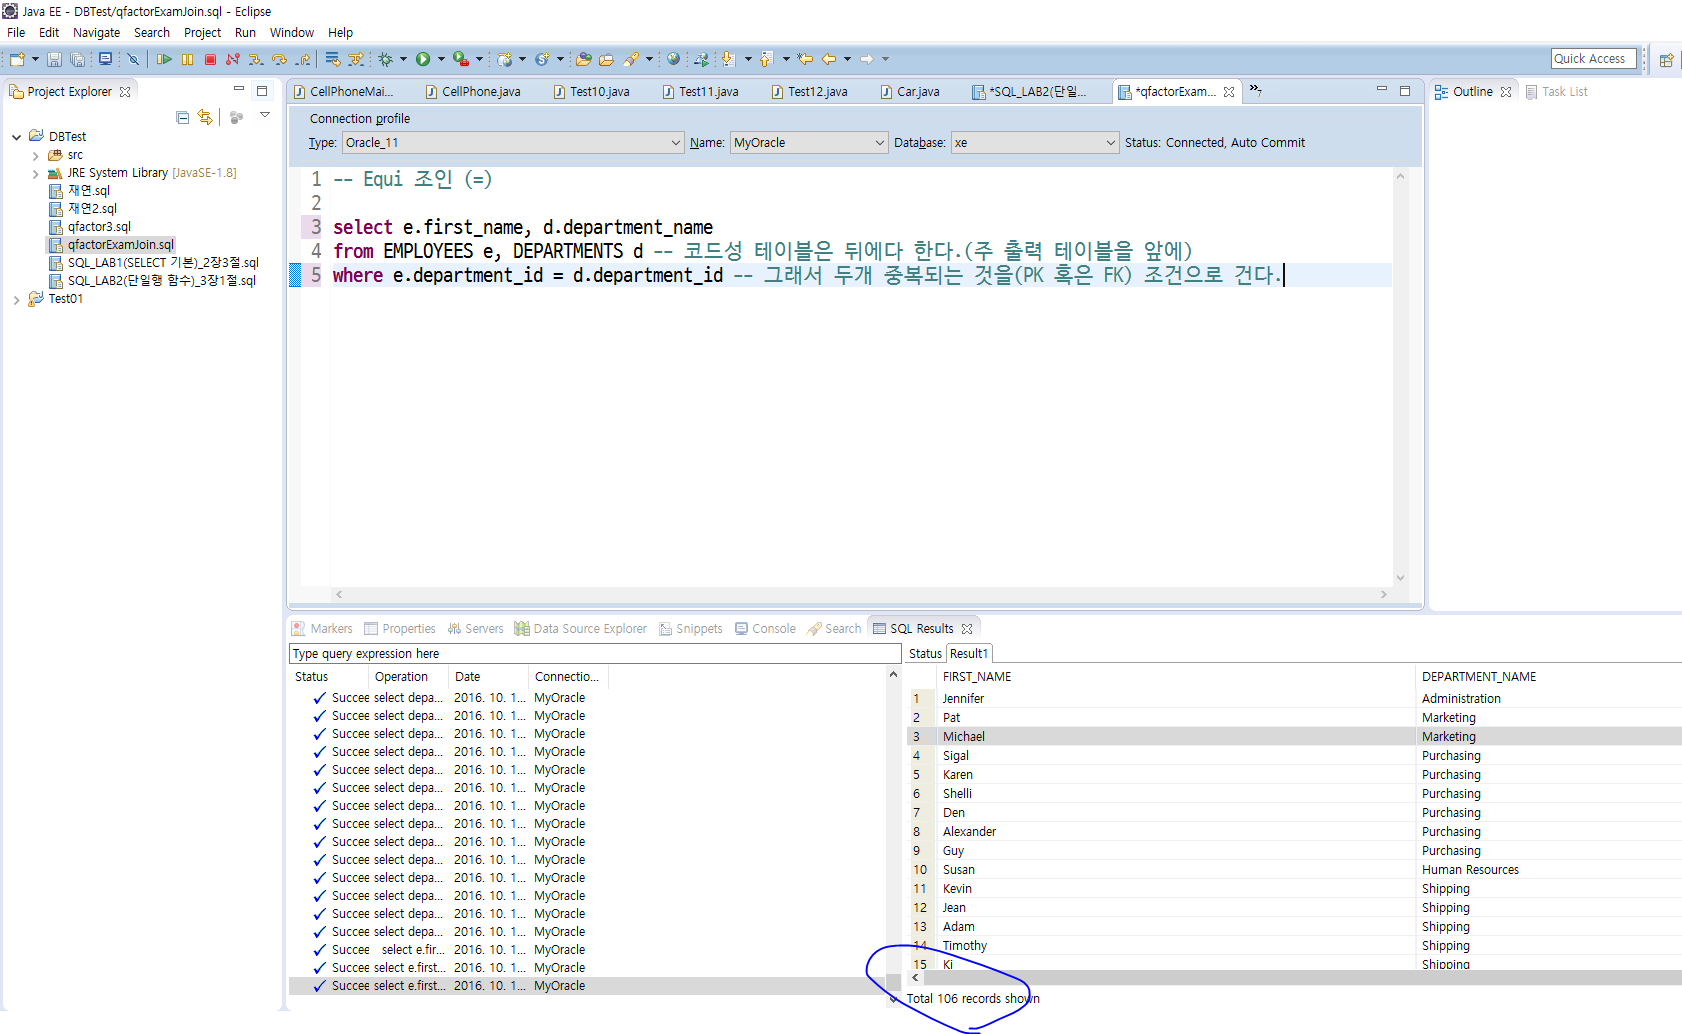 Java EE - DBTest/qfactorExamJoin.sql - Eclipse
File Edit Navigate Search Project Run Window Help
Quick Access
Project Explorer
DBTest
src
JRE System Library [JavaSE-1.8]
재연.sql
재연2.sql
qfactor3.sql
qfactorExamJoin.sql
SQL_LAB1(SELECT 기본)_2장3절.sql
SQL_LAB2(단일행 함수)_3장1절.sql
Test01
CellPhoneMai... CellPhone.java Test10.java Test11.java Test12.java Car.java *SQL_LAB2(단일... *qfactorExam... »7
Connection profile
Type: Oracle_11 Name: MyOracle Database: xe Status: Connected, Auto Commit
1 -- Equi 조인 (=)
2
3 select e.first_name, d.department_name
4 from EMPLOYEES e, DEPARTMENTS d -- 코드성 테이블은 뒤에다 한다.(주 출력 테이블을 앞에)
5 where e.department_id = d.department_id -- 그래서 두개 중복되는 것을(PK 혹은 FK) 조건으로 건다.
Outline Task List
Markers Properties Servers Data Source Explorer Snippets Console Search SQL Results
Type query expression here
Status Operation Date Connectio...
Succee select depa... 2016. 10. 1... MyOracle
Succee select depa... 2016. 10. 1... MyOracle
Succee select depa... 2016. 10. 1... MyOracle
Succee select depa... 2016. 10. 1... MyOracle
Succee select depa... 2016. 10. 1... MyOracle
Succee select depa... 2016. 10. 1... MyOracle
Succee select depa... 2016. 10. 1... MyOracle
Succee select depa... 2016. 10. 1... MyOracle
Succee select depa... 2016. 10. 1... MyOracle
Succee select depa... 2016. 10. 1... MyOracle
Succee select depa... 2016. 10. 1... MyOracle
Succee select depa... 2016. 10. 1... MyOracle
Succee select depa... 2016. 10. 1... MyOracle
Succee select depa... 2016. 10. 1... MyOracle
Succee select e.fir... 2016. 10. 1... MyOracle
Succee select e.first... 2016. 10. 1... MyOracle
Succee select e.first... 2016. 10. 1... MyOracle
Status Result1
FIRST_NAME DEPARTMENT_NAME
1 Jennifer Administration
2 Pat Marketing
3 Michael Marketing
4 Sigal Purchasing
5 Karen Purchasing
6 Shelli Purchasing
7 Den Purchasing
8 Alexander Purchasing
9 Guy Purchasing
10 Susan Human Resources
11 Kevin Shipping
12 Jean Shipping
13 Adam Shipping
14 Timothy Shipping
15 Ki Shipping
Total 106 records shown